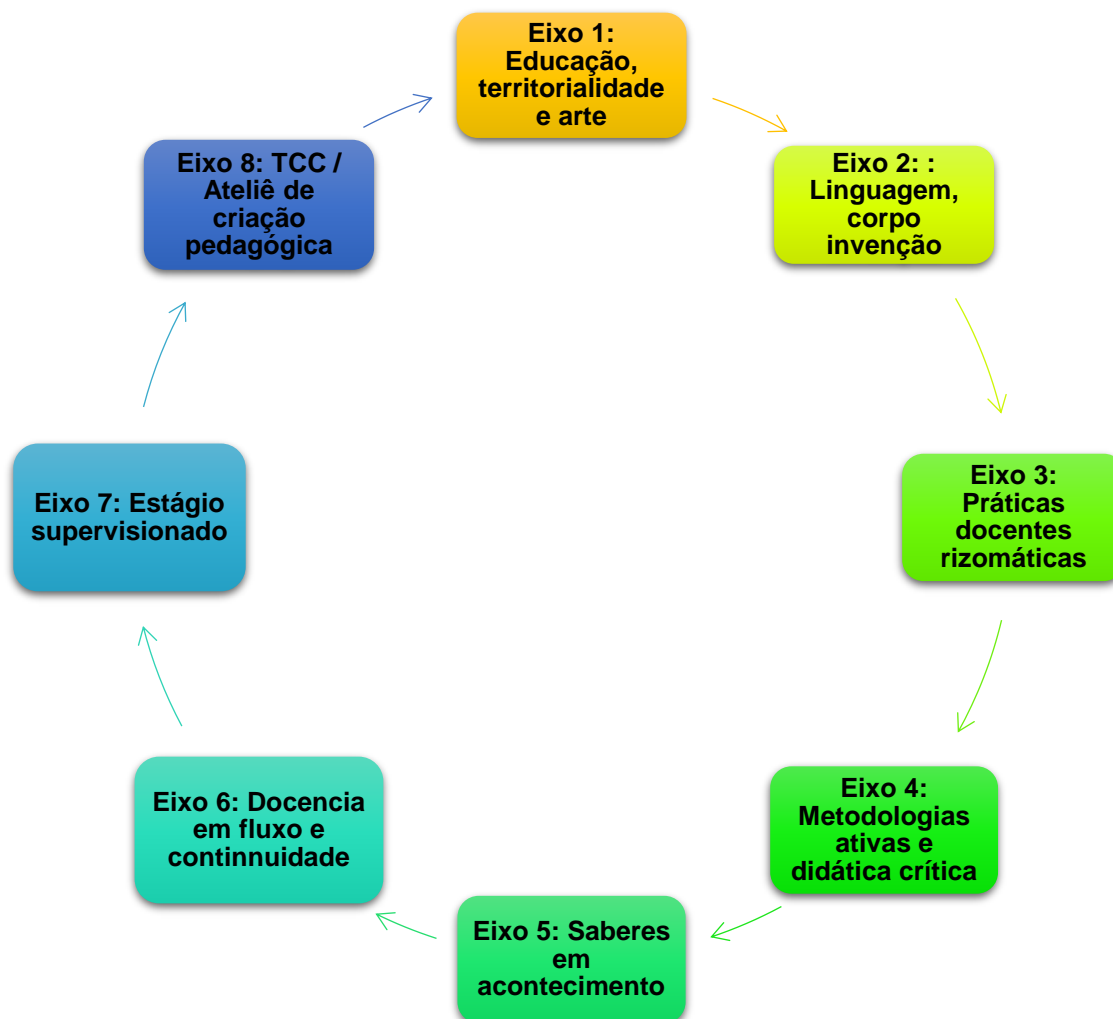 Eixo 1:
Educação,
territorialidade
e arte
Eixo 2: :
Linguagem,
corpo
invenção
Eixo 3:
Práticas
docentes
rizomáticas
Eixo 4:
Metodologias
ativas e
didática crítica
Eixo 5: Saberes
em
acontecimento
Eixo 6: Docencia
em fluxo e
continnuidade
Eixo 7: Estágio
supervisionado
Eixo 8: TCC /
Ateliê de
criação
pedagógica